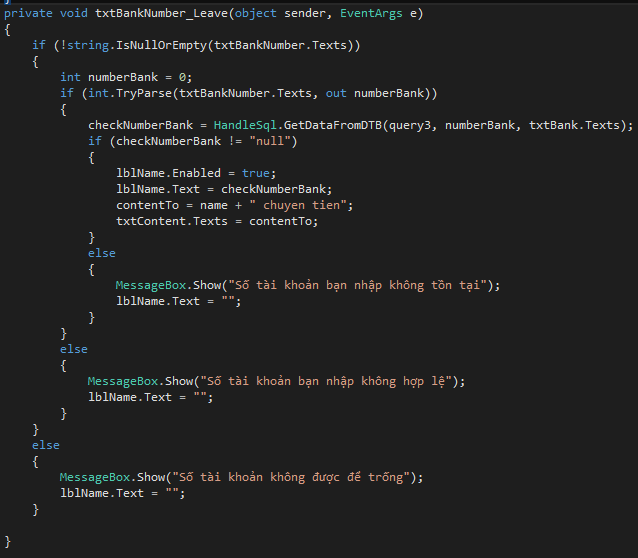 private void txtBankNumber_Leave(object sender, EventArgs e)
{
    if (!string.IsNullOrEmpty(txtBankNumber.Texts))
    {
        int numberBank = 0;
        if (int.TryParse(txtBankNumber.Texts, out numberBank))
        {
            checkNumberBank = HandleSql.GetDataFromDTB(query3, numberBank, txtBank.Texts);
            if (checkNumberBank != "null")
            {
                lblName.Enabled = true;
                lblName.Text = checkNumberBank;
                contentTo = name + " chuyen tien";
                txtContent.Texts = contentTo;
            }
            else
            {
                MessageBox.Show("Số tài khoản bạn nhập không tồn tại");
                lblName.Text = "";
            }
        }
        else
        {
            MessageBox.Show("Số tài khoản bạn nhập không hợp lệ");
            lblName.Text = "";
        }
    }
    else
    {
        MessageBox.Show("Số tài khoản không được để trống");
        lblName.Text = "";
    }

}